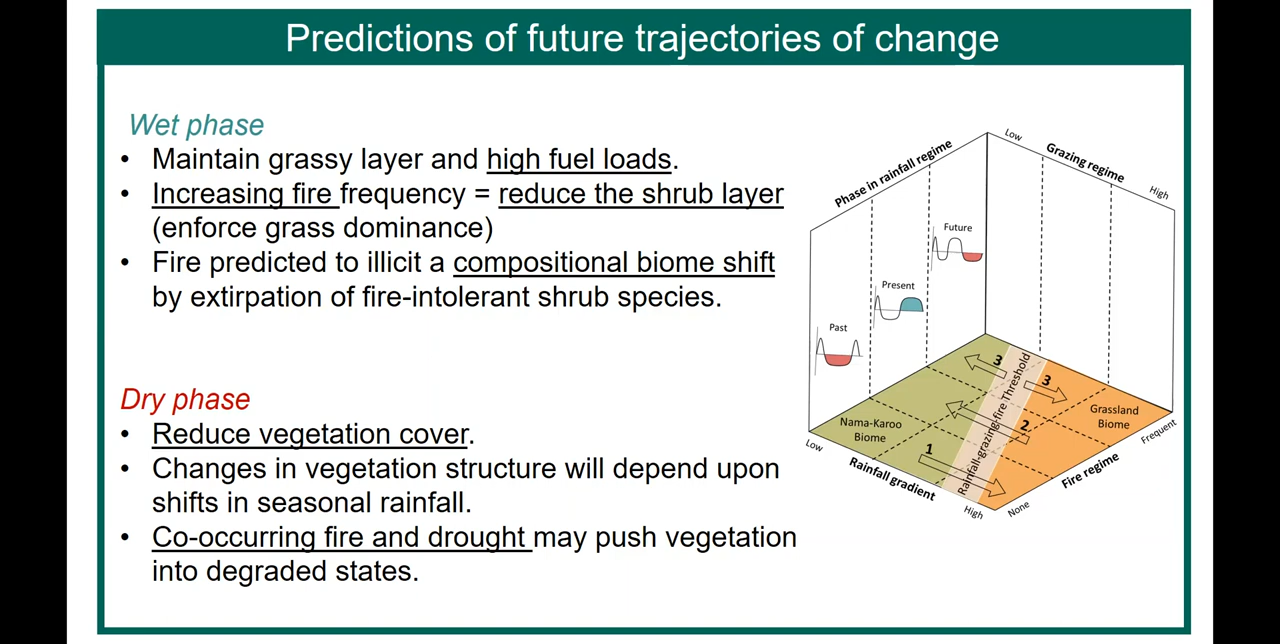 Predictions of future trajectories of change
Wet phase
• Maintain grassy layer and high fuel loads.
• Increasing fire frequency = reduce the shrub layer
(enforce grass dominance)
• Fire predicted to illicit a compositional biome shift
by extirpation of fire-intolerant shrub species.
Dry phase
• Reduce vegetation cover.
• Changes in vegetation structure will depend upon
shifts in seasonal rainfall.
• Co-occurring fire and drought may push vegetation
into degraded states.
Phase in rainfall regime
Low
Grazing regime
High
Future
Present
Past
3
3
2
1
Rainfall-grazing-fire Threshold
Nama-Karoo
Biome
Grassland
Biome
Low
Rainfall gradient
High
None
Fire regime
Frequent